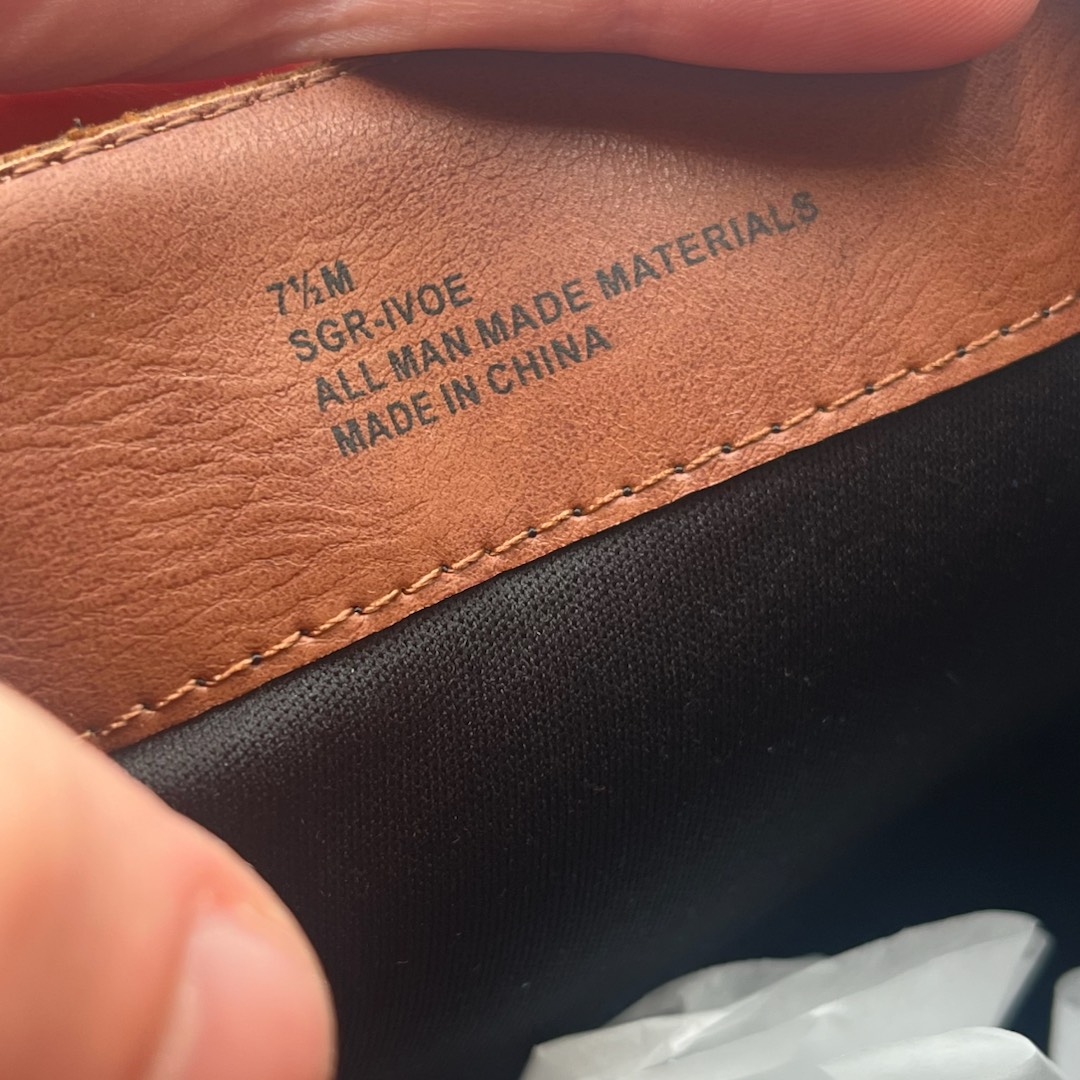 7½M
SGR-IVOE
ALL MAN MADE MATERIALS
MADE IN CHINA